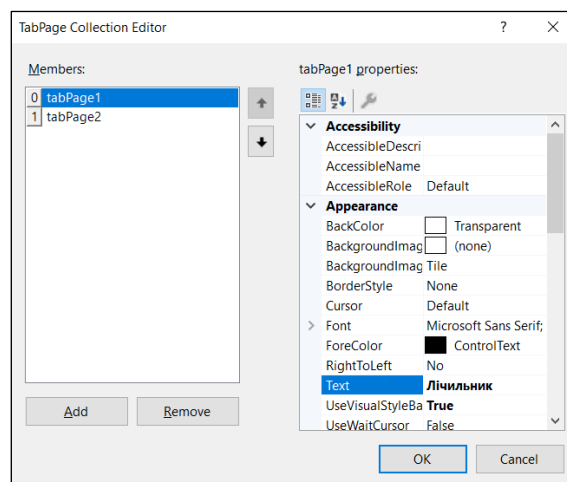 TabPage Collection Editor
Members:
0 tabPage1
1 tabPage2
Add
Remove
tabPage1 properties:
Accessibility
AccessibleDescri
AccessibleName
AccessibleRole Default
Appearance
BackColor Transparent
BackgroundImag (none)
BackgroundImag Tile
BorderStyle None
Cursor Default
Font Microsoft Sans Serif;
ForeColor ControlText
RightToLeft No
Text Лічильник
UseVisualStyleBa True
UseWaitCursor False
OK
Cancel